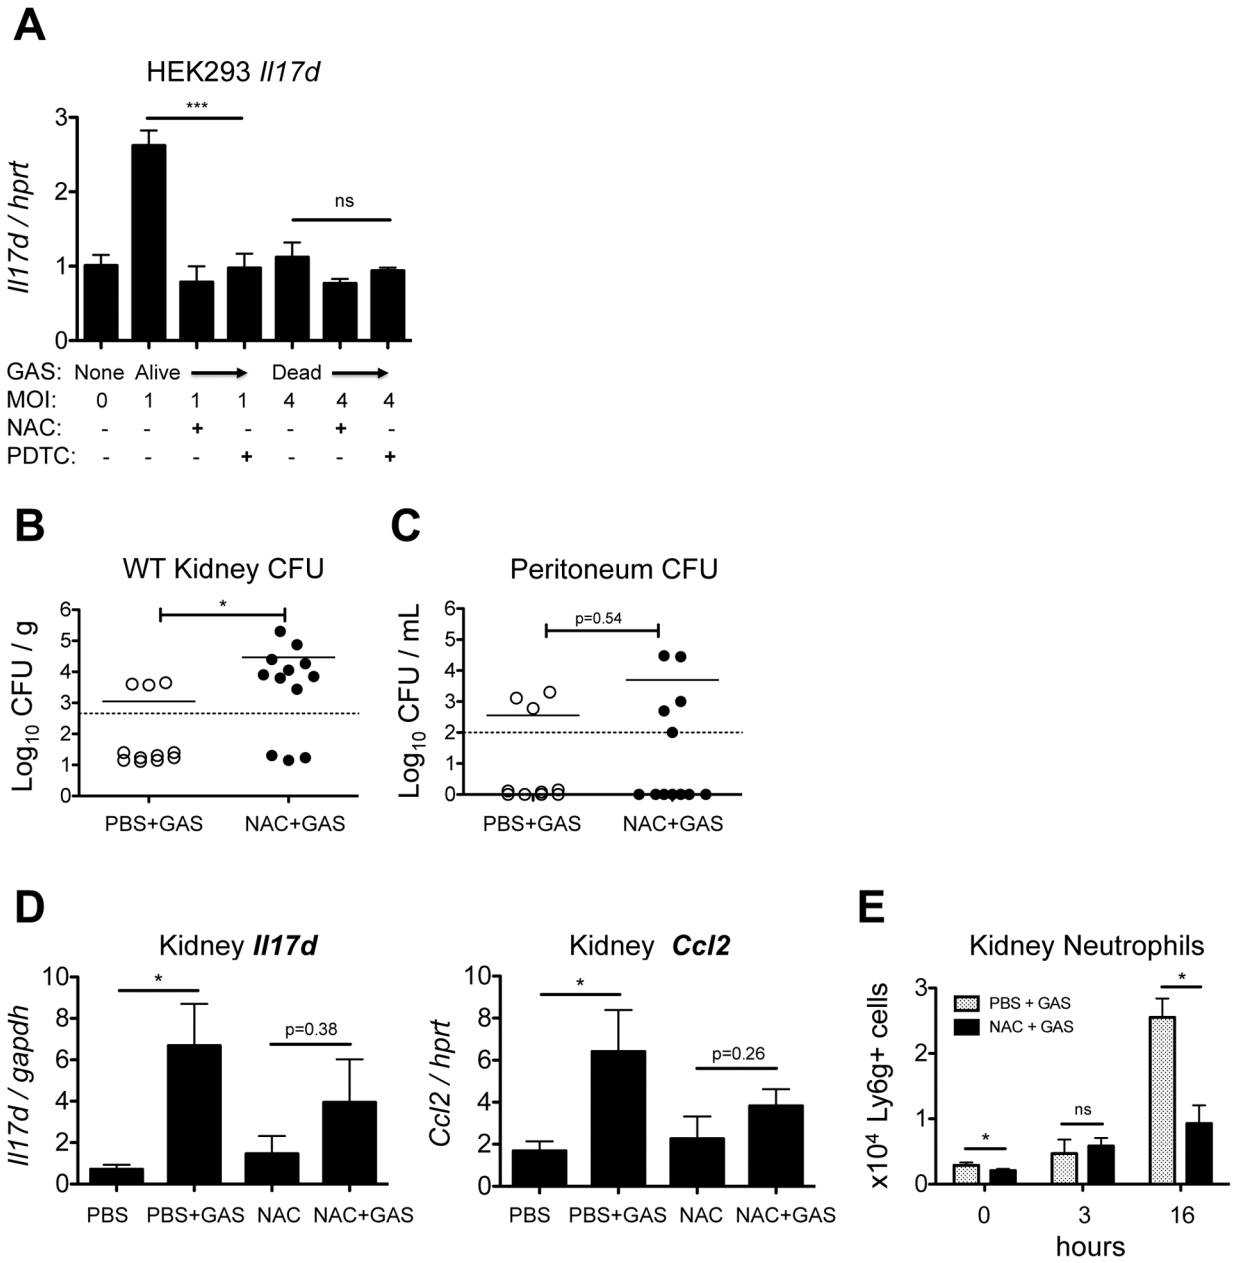 A
HEK293 Il17d
***
ns
Il17d / hprt
3
2
1
0
GAS: None Alive Dead
MOI: 0 1 1 1 4 4 4
NAC: - - + - - + -
PDTC: - - - + - - +
B
WT Kidney CFU
*
Log10 CFU / g
6
5
4
3
2
1
0
PBS+GAS NAC+GAS
C
Peritoneum CFU
p=0.54
Log10 CFU / mL
6
5
4
3
2
1
0
PBS+GAS NAC+GAS
D
Kidney Il17d
*
p=0.38
Il17d / gapdh
10
8
6
4
2
0
PBS PBS+GAS NAC NAC+GAS
Kidney Ccl2
*
p=0.26
Ccl2 / hprt
10
8
6
4
2
0
PBS PBS+GAS NAC NAC+GAS
E
Kidney Neutrophils
PBS + GAS
NAC + GAS
*
ns
*
x10⁴ Ly6g+ cells
3
2
1
0
0 3 16
hours